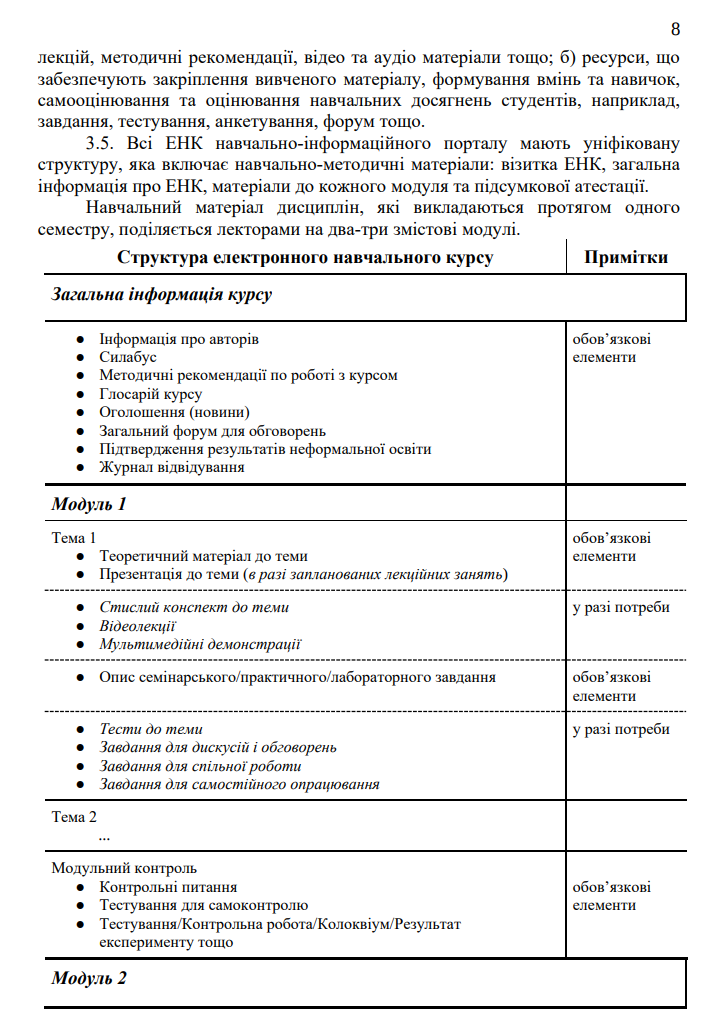 8
лекцій, методичні рекомендації, відео та аудіо матеріали тощо; б) ресурси, що
забезпечують закріплення вивченого матеріалу, формування вмінь та навичок,
самооцінювання та оцінювання навчальних досягнень студентів, наприклад,
завдання, тестування, анкетування, форум тощо.
3.5. Всі ЕНК навчально-інформаційного порталу мають уніфіковану
структуру, яка включає навчально-методичні матеріали: візитка ЕНК, загальна
інформація про ЕНК, матеріали до кожного модуля та підсумкової атестації.
Навчальний матеріал дисциплін, які викладаються протягом одного
семестру, поділяється лекторами на два-три змістові модулі.
Структура електронного навчального курсу Примітки
Загальна інформація курсу
● Інформація про авторів обов’язкові
● Силабус елементи
● Методичні рекомендації по роботі з курсом
● Глосарій курсу
● Оголошення (новини)
● Загальний форум для обговорень
● Підтвердження результатів неформальної освіти
● Журнал відвідування
Модуль 1
Тема 1 обов’язкові
● Теоретичний матеріал до теми елементи
● Презентація до теми (в разі запланованих лекційних занять)
● Стислий конспект до теми у разі потреби
● Відеолекції
● Мультимедійні демонстрації
● Опис семінарського/практичного/лабораторного завдання обов’язкові
елементи
● Тести до теми у разі потреби
● Завдання для дискусій і обговорень
● Завдання для спільної роботи
● Завдання для самостійного опрацювання
Тема 2
...
Модульний контроль
● Контрольні питання обов’язкові
● Тестування для самоконтролю елементи
● Тестування/Контрольна робота/Колоквіум/Результат
експерименту тощо
Модуль 2